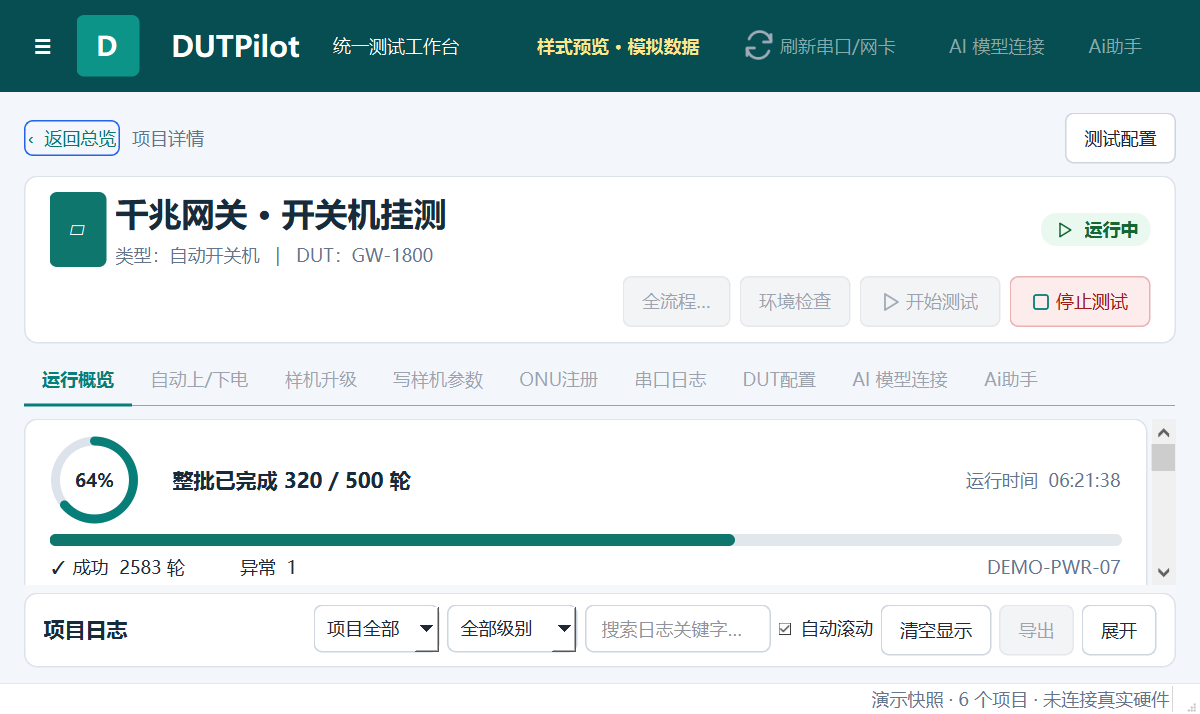 D DUTPilot 统一测试工作台 样式预览 • 模拟数据 刷新串口/网卡 AI 模型连接 Ai助手
‹ 返回总览 项目详情 测试配置
千兆网关 • 开关机挂测
类型：自动开关机 | DUT：GW-1800
运行中
全流程... 环境检查 开始测试 停止测试
运行概览 自动上/下电 样机升级 写样机参数 ONU注册 串口日志 DUT配置 AI 模型连接 Ai助手
64% 整批已完成 320 / 500 轮 运行时间 06:21:38
✓ 成功 2583 轮 异常 1 DEMO-PWR-07
项目日志 项目全部 全部级别 搜索日志关键字... 自动滚动 清空显示 导出 展开
演示快照 · 6 个项目 · 未连接真实硬件